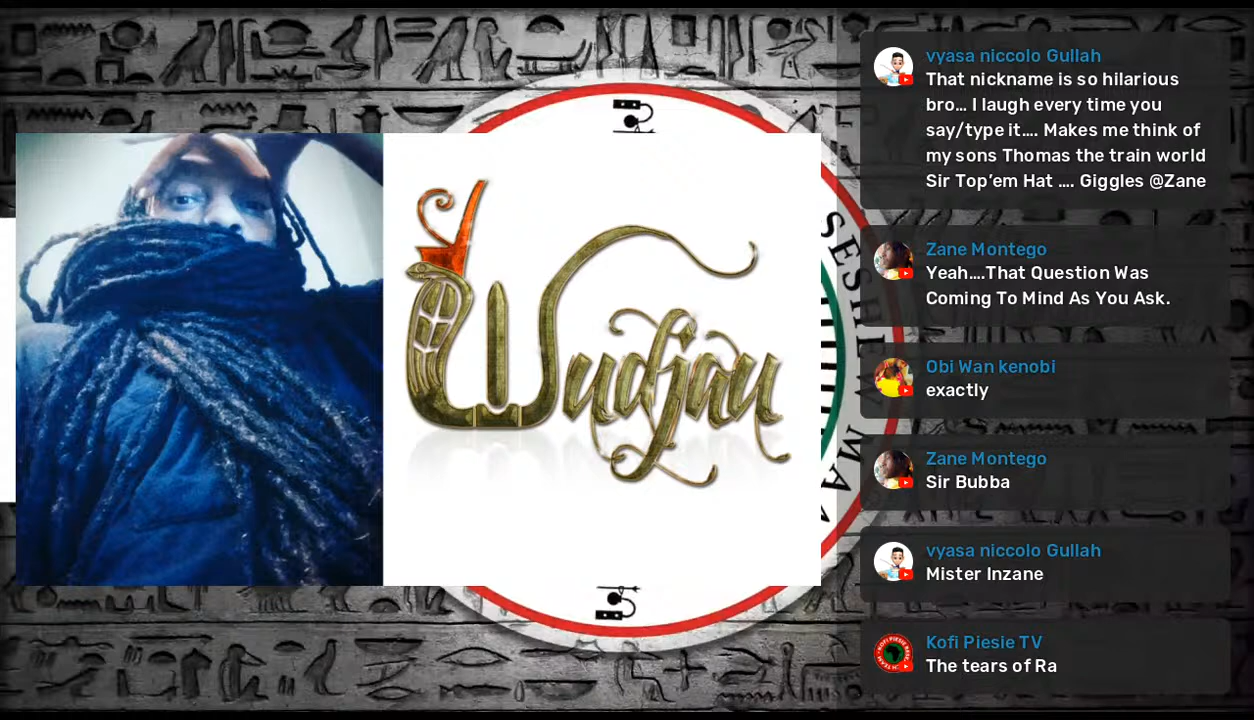 vyasa niccolo Gullah
That nickname is so hilarious
bro... I laugh every time you
say/type it.... Makes me think of
my sons Thomas the train world
Sir Top'em Hat .... Giggles @Zane
Zane Montego
Yeah....That Question Was
Coming To Mind As You Ask.
Obi Wan kenobi
exactly
Zane Montego
Sir Bubba
vyasa niccolo Gullah
Mister Inzane
Kofi Piesie TV
The tears of Ra
Wudjau
SESHEW MA